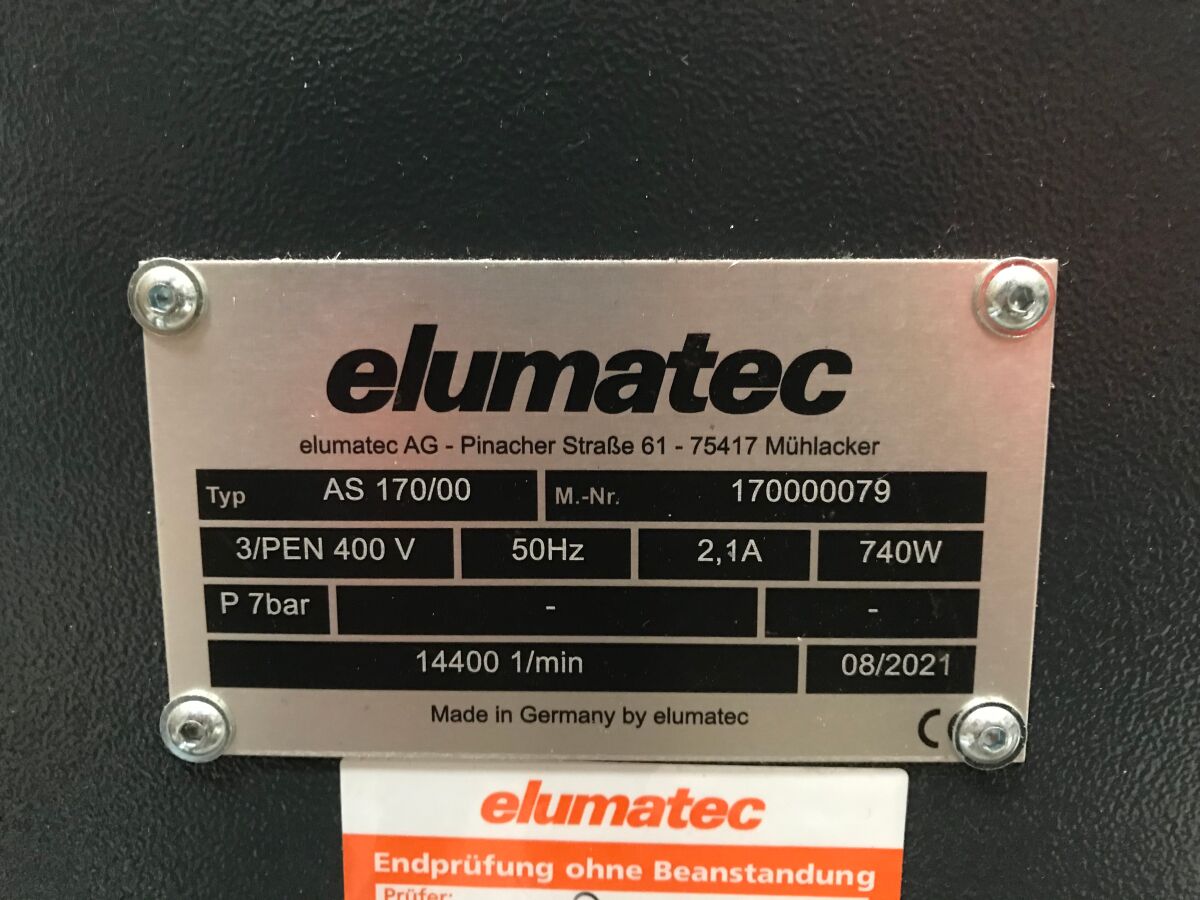 elumatec
elumatec AG - Pinacher Straße 61 - 75417 Mühlacker
Typ AS 170/00 M.-Nr. 170000079
3/PEN 400 V 50Hz 2,1A 740W
P 7bar - -
14400 1/min 08/2021
Made in Germany by elumatec
elumatec
Endprüfung ohne Beanstandung
Prüfer: